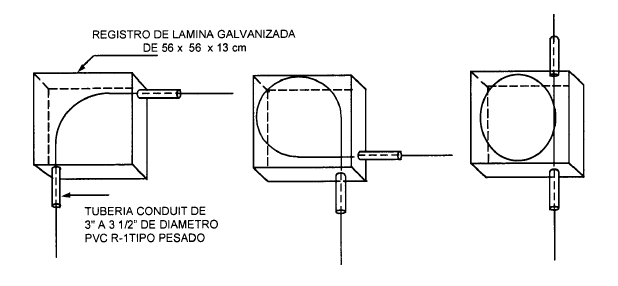 REGISTRO DE LAMINA GALVANIZADA
DE 56 x 56 x 13 cm
TUBERIA CONDUIT DE
3" A 3 1/2" DE DIAMETRO
PVC R-1TIPO PESADO